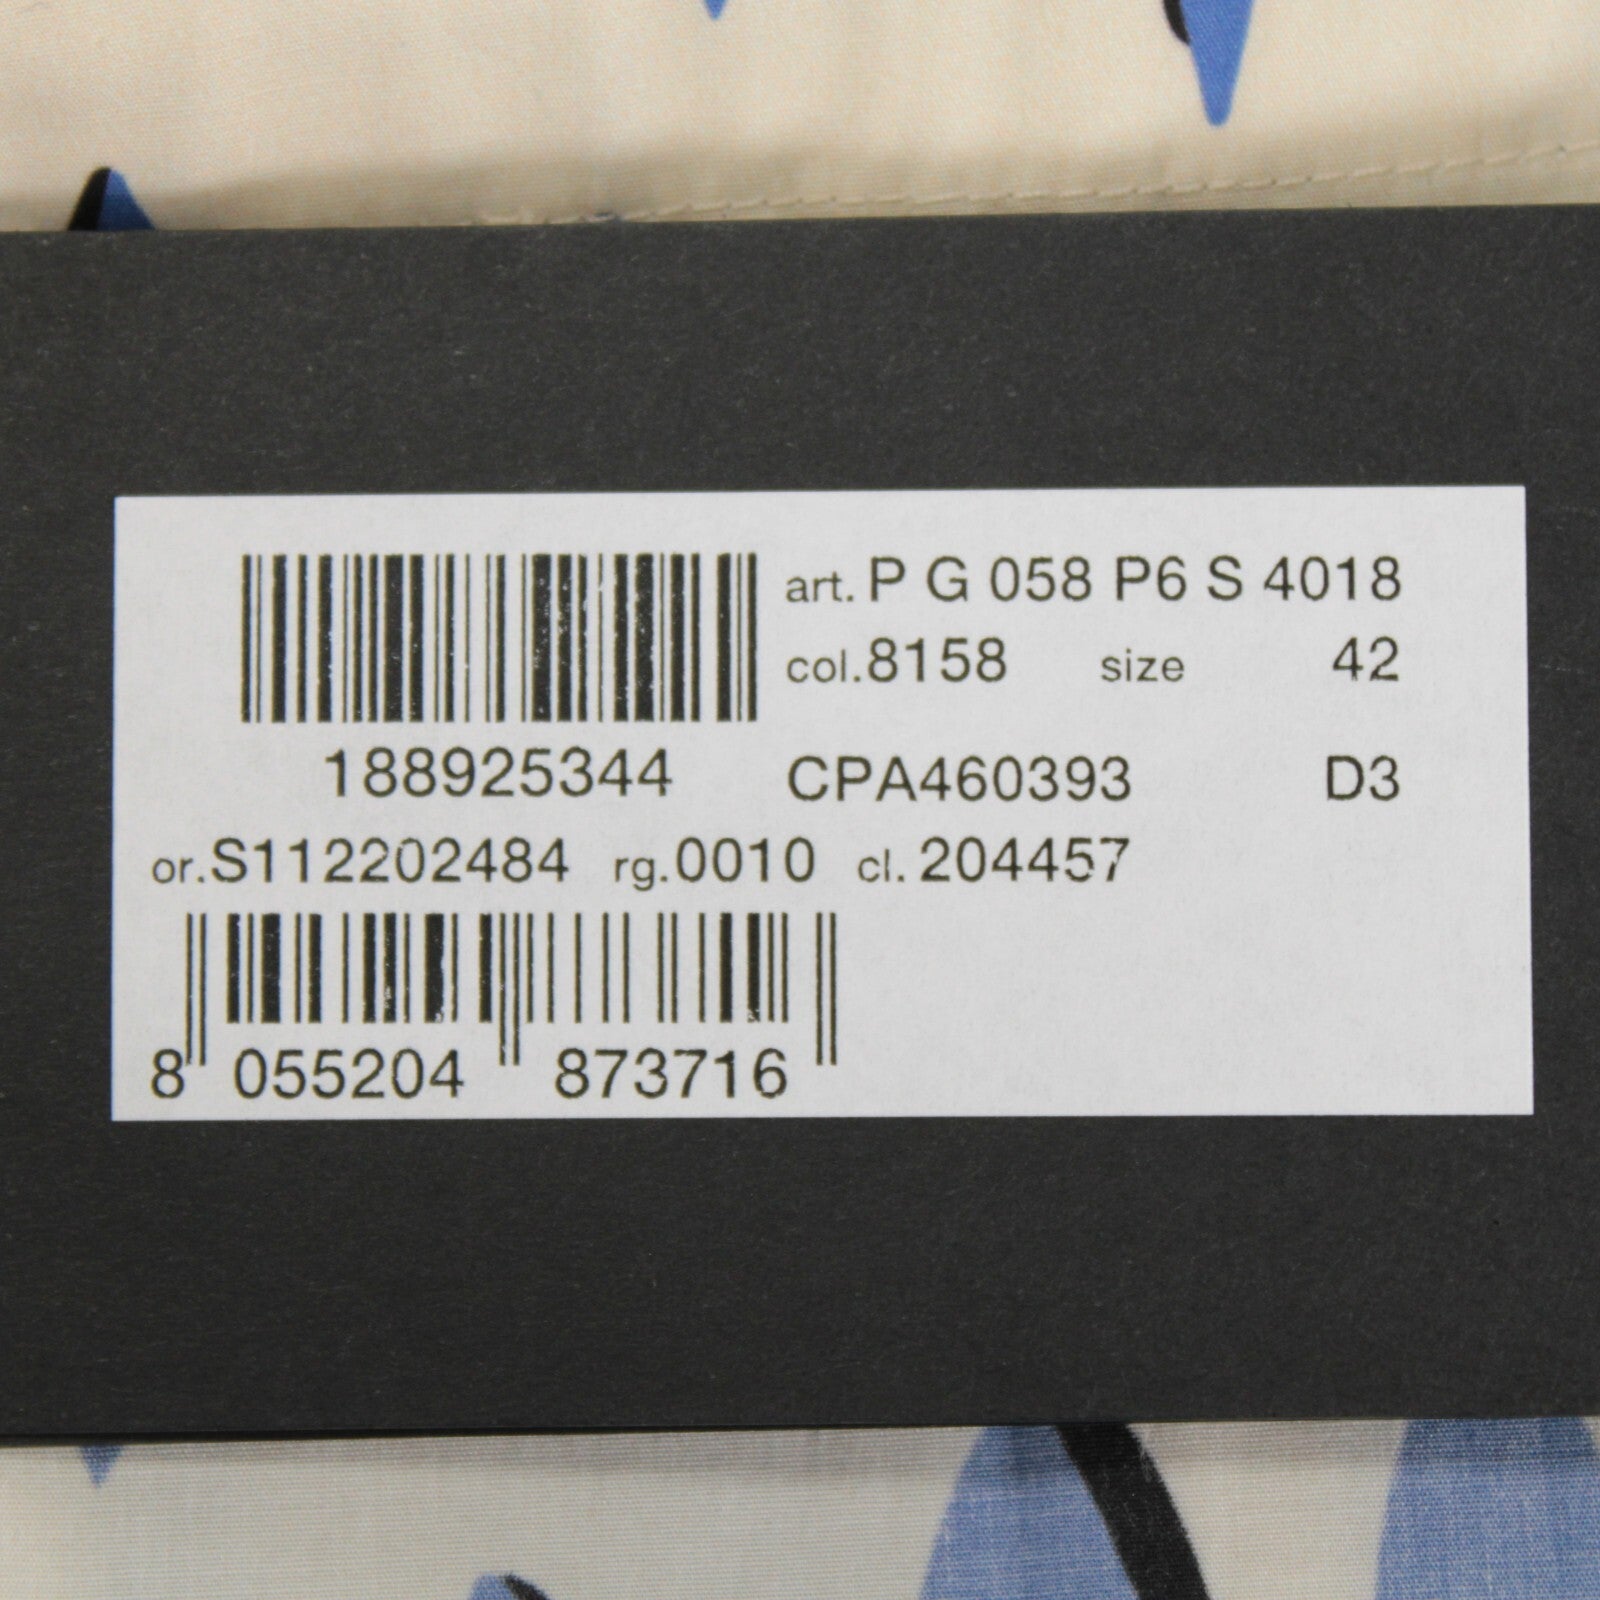 art. P G 058 P6 S 4018
col.8158 size 42
188925344 CPA460393 D3
or.S112202484 rg.0010 cl. 204457
8 055204 873716